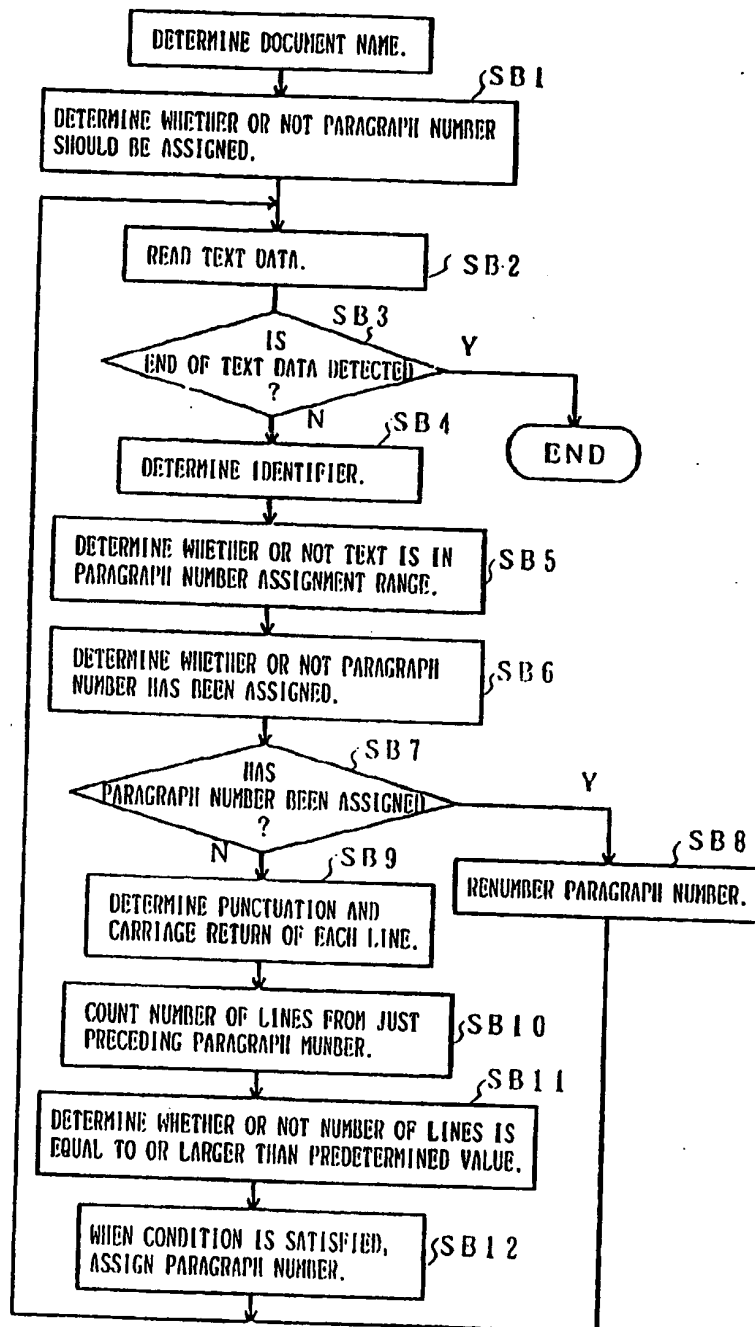 DETERMINE DOCUMENT NAME.
SB1
DETERMINE WHETHER OR NOT PARAGRAPH NUMBER
SHOULD BE ASSIGNED.
READ TEXT DATA.
SB2
SB3
IS
END OF TEXT DATA DETECTED
?
Y
N
END
SB4
DETERMINE IDENTIFIER.
DETERMINE WHETHER OR NOT TEXT IS IN
PARAGRAPH NUMBER ASSIGNMENT RANGE.
SB5
DETERMINE WHETHER OR NOT PARAGRAPH
NUMBER HAS BEEN ASSIGNED.
SB6
SB7
HAS
PARAGRAPH NUMBER BEEN ASSIGNED
?
Y
N
SB8
RENUMBER PARAGRAPH NUMBER.
SB9
DETERMINE PUNCTUATION AND
CARRIAGE RETURN OF EACH LINE.
COUNT NUMBER OF LINES FROM JUST
PRECEDING PARAGRAPH MUNBER.
SB10
SB11
DETERMINE WHETHER OR NOT NUMBER OF LINES IS
EQUAL TO OR LARGER THAN PREDETERMINED VALUE.
WHEN CONDITION IS SATISFIED,
ASSIGN PARAGRAPH NUMBER.
SB12